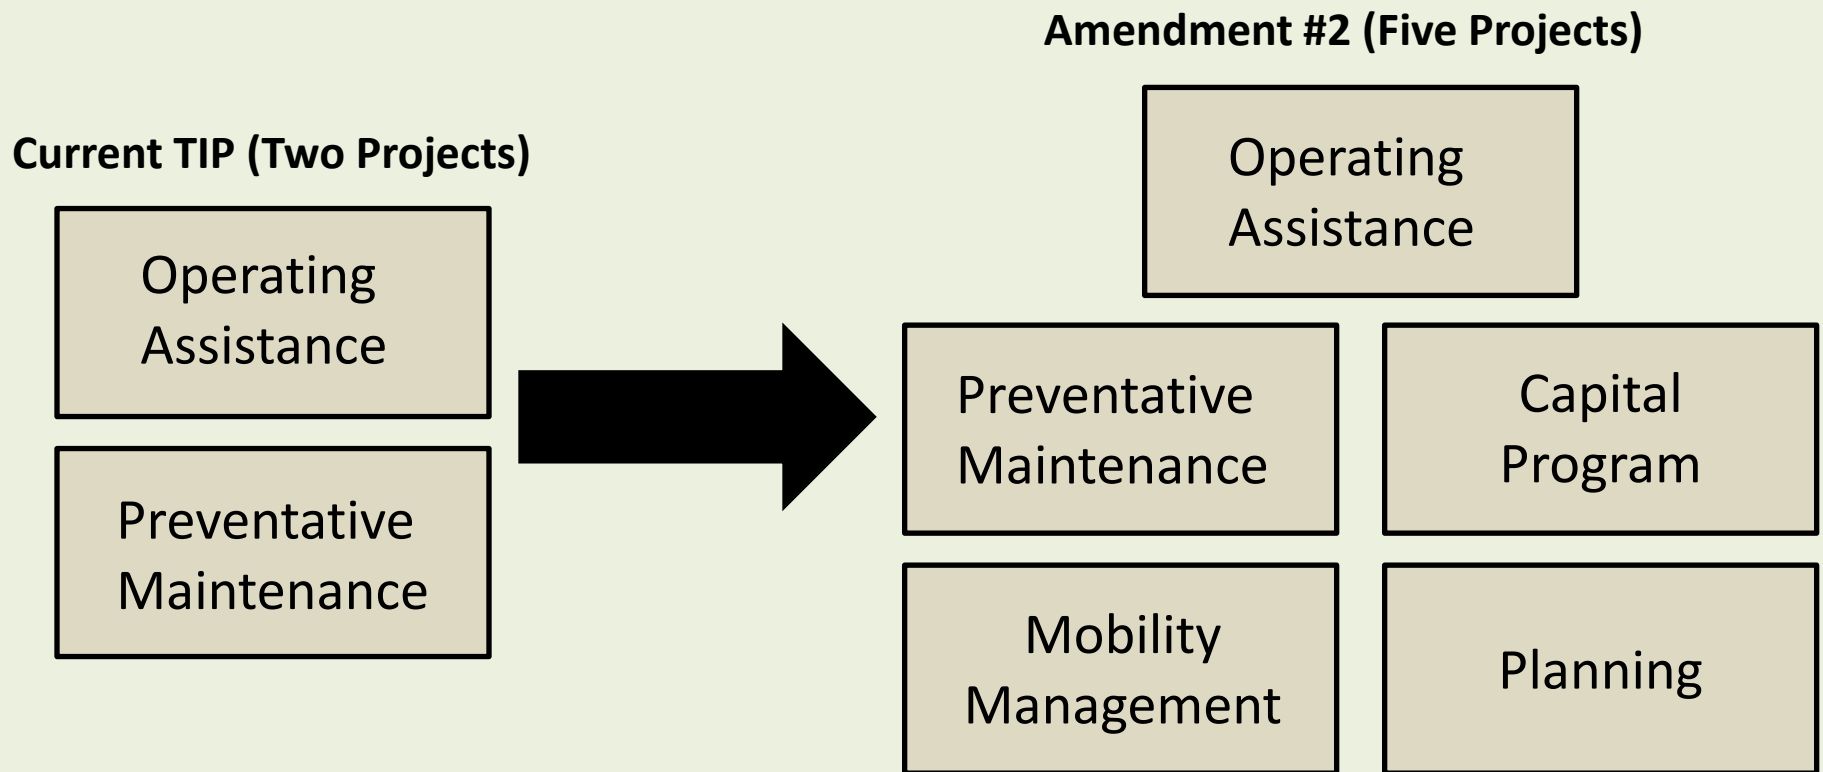 Current TIP (Two Projects)
Operating
Assistance
Preventative
Maintenance
Amendment #2 (Five Projects)
Operating
Assistance
Preventative
Maintenance
Capital
Program
Mobility
Management
Planning